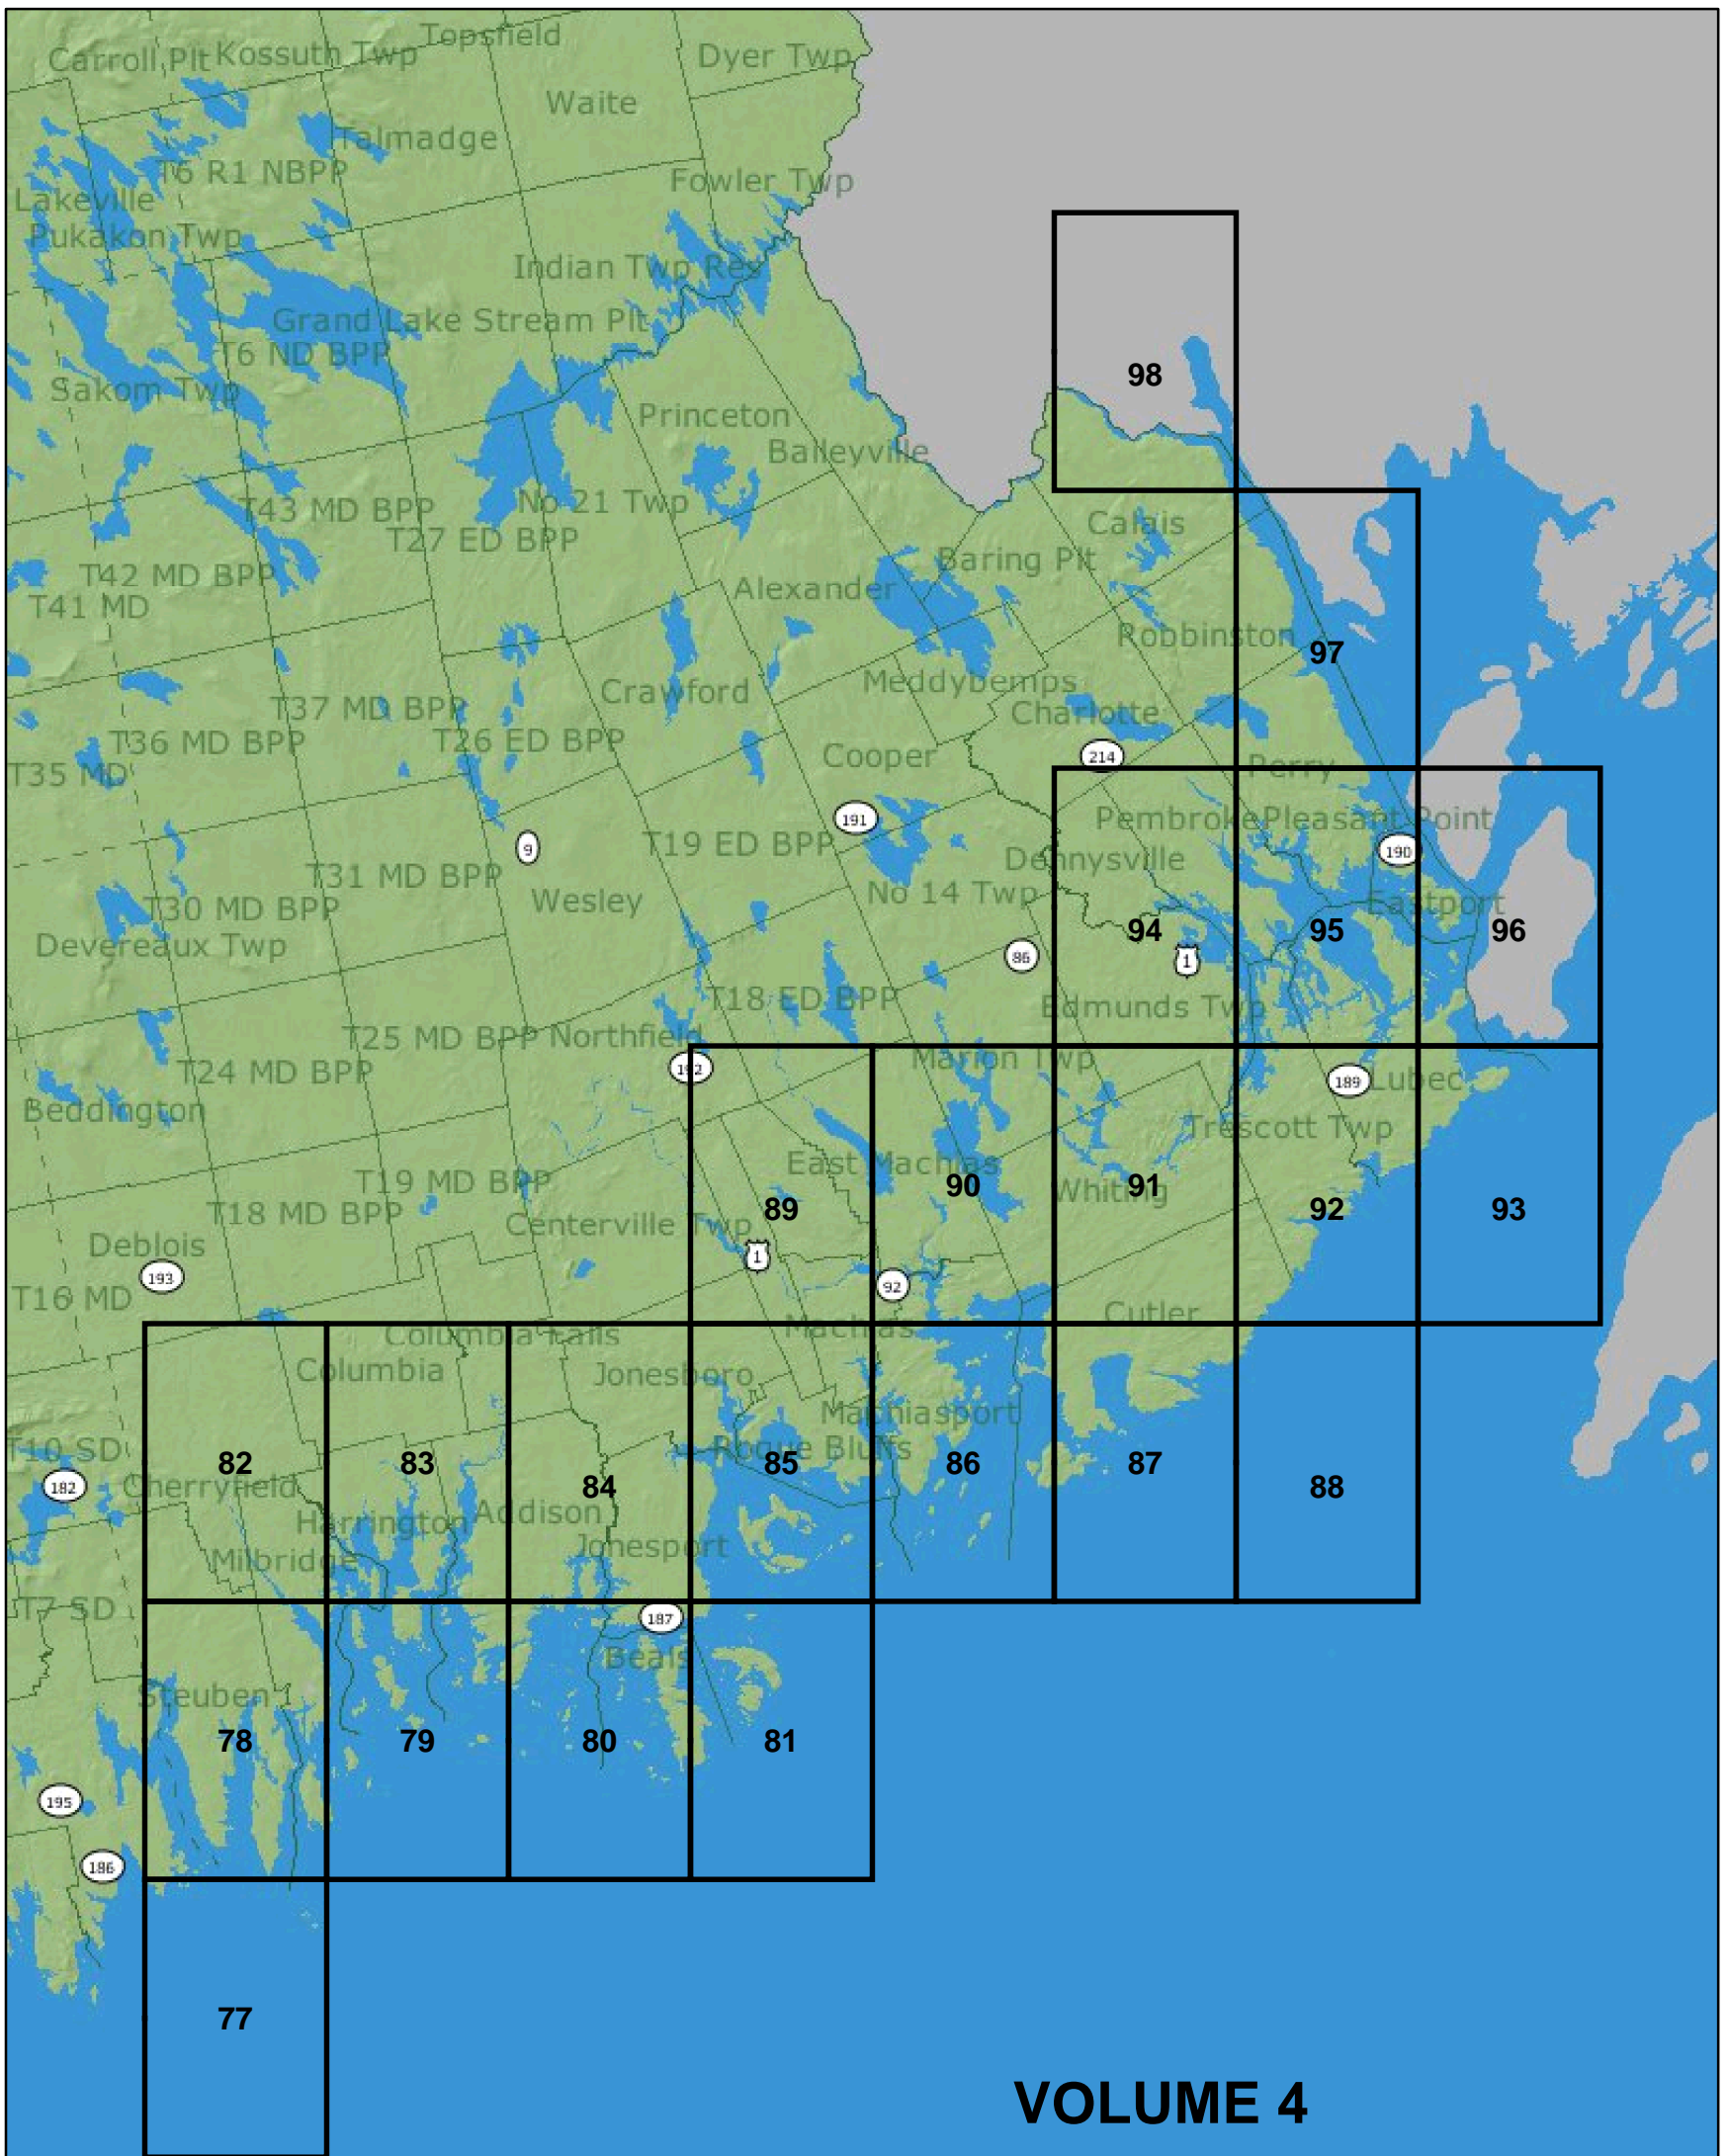 Topsfield
Carroll Plt
Kossuth Twp
Dyer Twp
Waite
Talmadge
T6 R1 NBPP
Fowler Twp
Lakeville
Pukakon Twp
Indian Twp Res
Grand Lake Stream Plt
T6 ND BPP
98
Sakom Twp
Princeton
Baileyville
T43 MD BPP
No 21 Twp
Calais
T27 ED BPP
Baring Plt
T42 MD BPP
Alexander
T41 MD
Robbinston
97
Meddybemps
Crawford
T37 MD BPP
Charlotte
T36 MD BPP
T26 ED BPP
Cooper
214
T35 MD
Perry
191
Pembroke
Pleasant Point
9
T19 ED BPP
190
Dennysville
T31 MD BPP
No 14 Twp
Wesley
Eastport
T30 MD BPP
94
95
96
Devereaux Twp
86
1
T18 ED BPP
Edmunds Twp
T25 MD BPP
Northfield
Marion Twp
192
T24 MD BPP
189
Lubec
Beddington
Trescott Twp
East Machias
T19 MD BPP
90
91
Whiting
89
92
93
T18 MD BPP
Centerville Twp
Deblois
1
193
92
T16 MD
Cutler
Machias
Columbia Falls
Columbia
Jonesboro
Machiasport
T10 SD
Roque Bluffs
82
83
85
86
87
182
Cherryfield
84
88
Harrington
Addison
Milbridge
Jonesport
T7 SD
187
Beals
Steuben
78
79
80
81
195
186
77
VOLUME 4